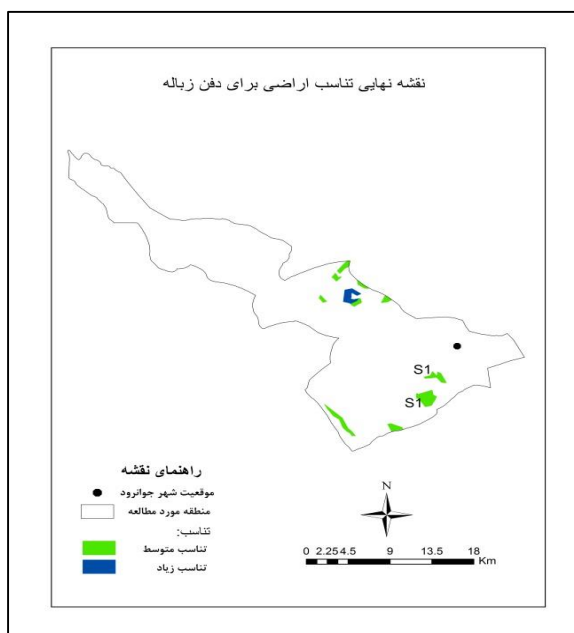 نقشه نهایی تناسب اراضی برای دفن زباله
S1
S1
راهنمای نقشه
موقعیت شهر جوانرود
منطقه مورد مطالعه
تناسب:
تناسب متوسط
تناسب زیاد
N
0 2.25 4.5 9 13.5 18
Km